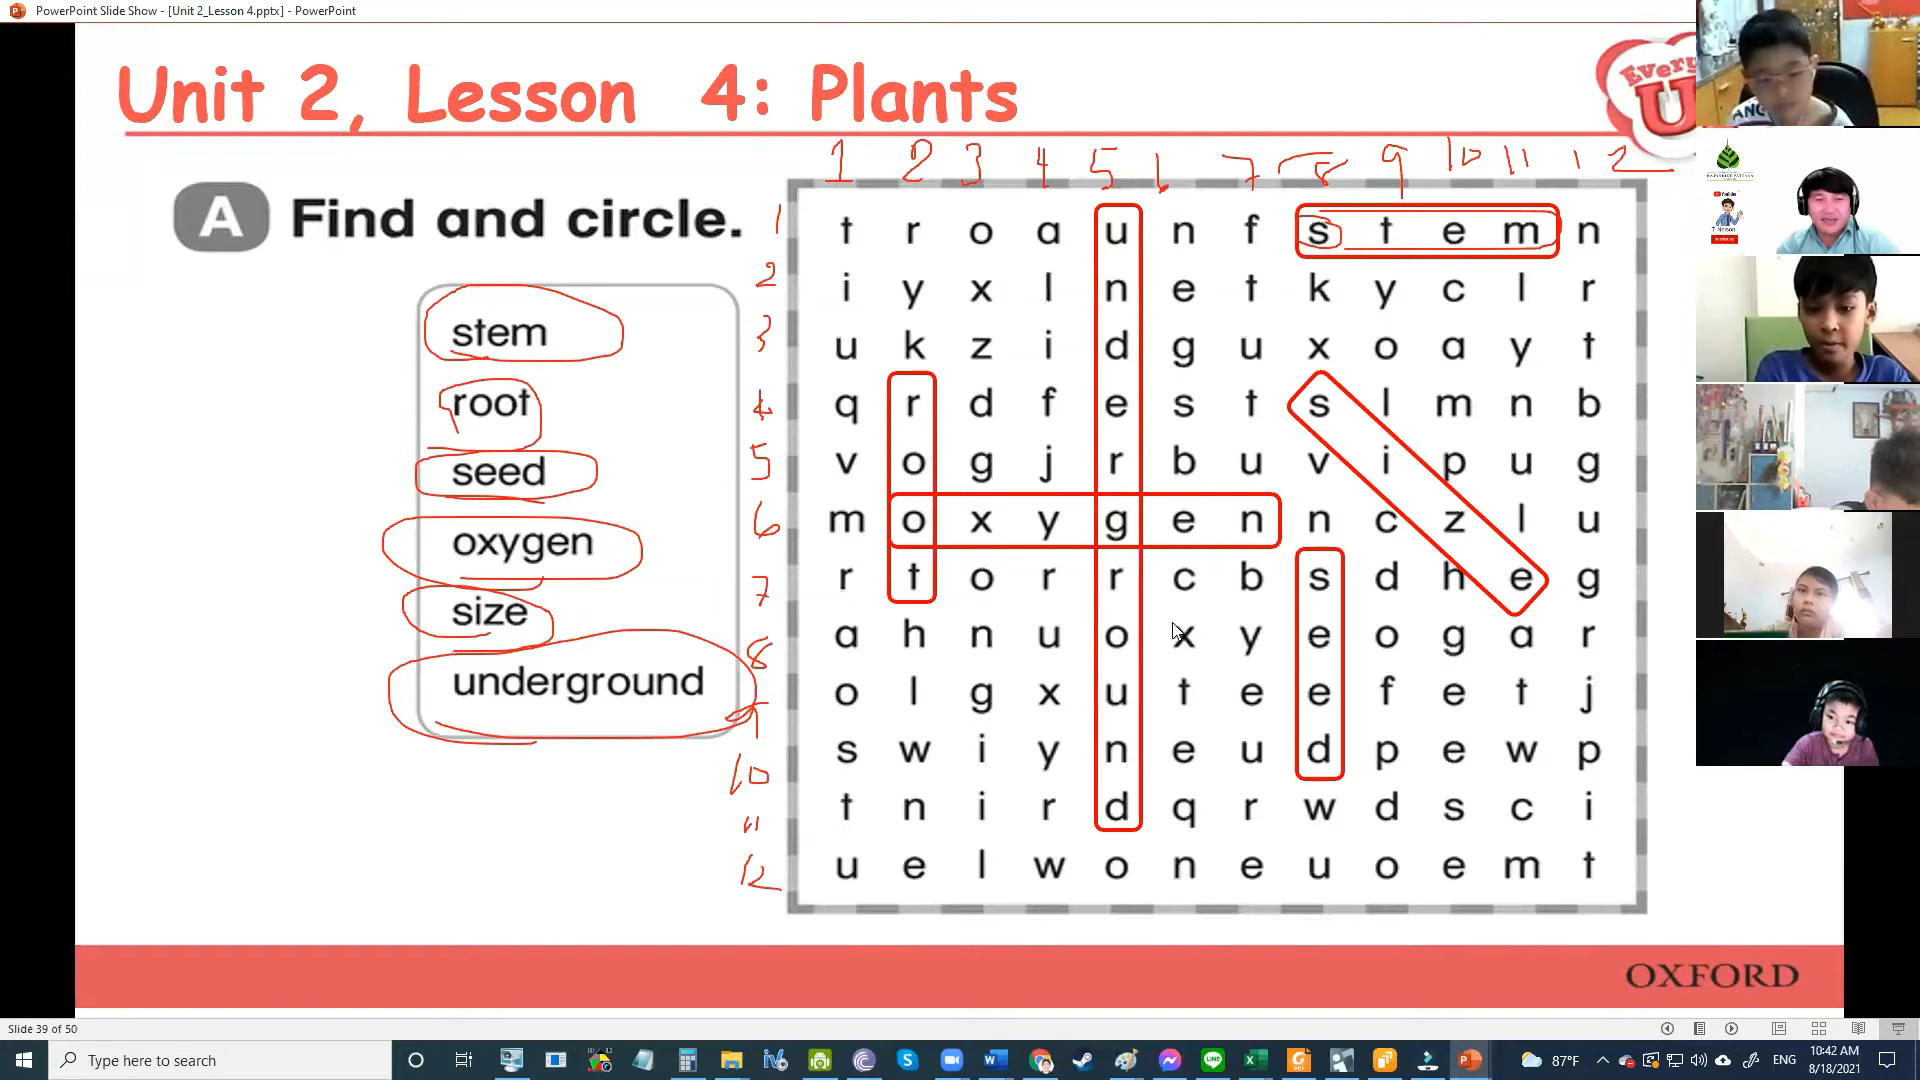 PowerPoint Slide Show - [Unit 2_Lesson 4.pptx] - PowerPoint
Unit 2, Lesson 4: Plants
Every
U
ANG
A Find and circle.
stem
root
seed
oxygen
size
underground
1 2 3 4 5 6 7 8 9 10 11 12
1 t r o a u n f s t e m n
2 i y x l n e t k y c l r
3 u k z i d g u x o a y t
4 q r d f e s t s l m n b
5 v o g j r b u v i p u g
6 m o x y g e n n c z l u
7 r t o r r c b s d h e g
8 a h n u o x y e o g a r
9 o l g x u t e e f e t j
10 s w i y n e u d p e w p
11 t n i r d q r w d s c i
12 u e l w o n e u o e m t
OXFORD
Slide 39 of 50
Type here to search
87°F
ENG
10:42 AM
8/18/2021